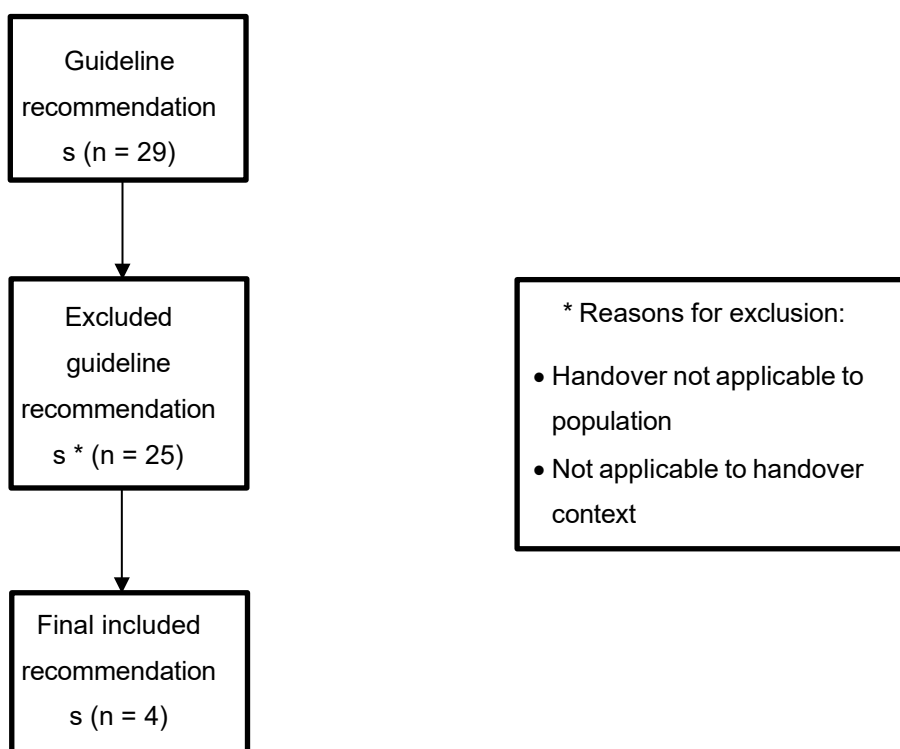 Guideline
recommendation
s (n = 29)
Excluded
guideline
recommendation
s * (n = 25)
* Reasons for exclusion:
• Handover not applicable to
population
• Not applicable to handover
context
Final included
recommendation
s (n = 4)